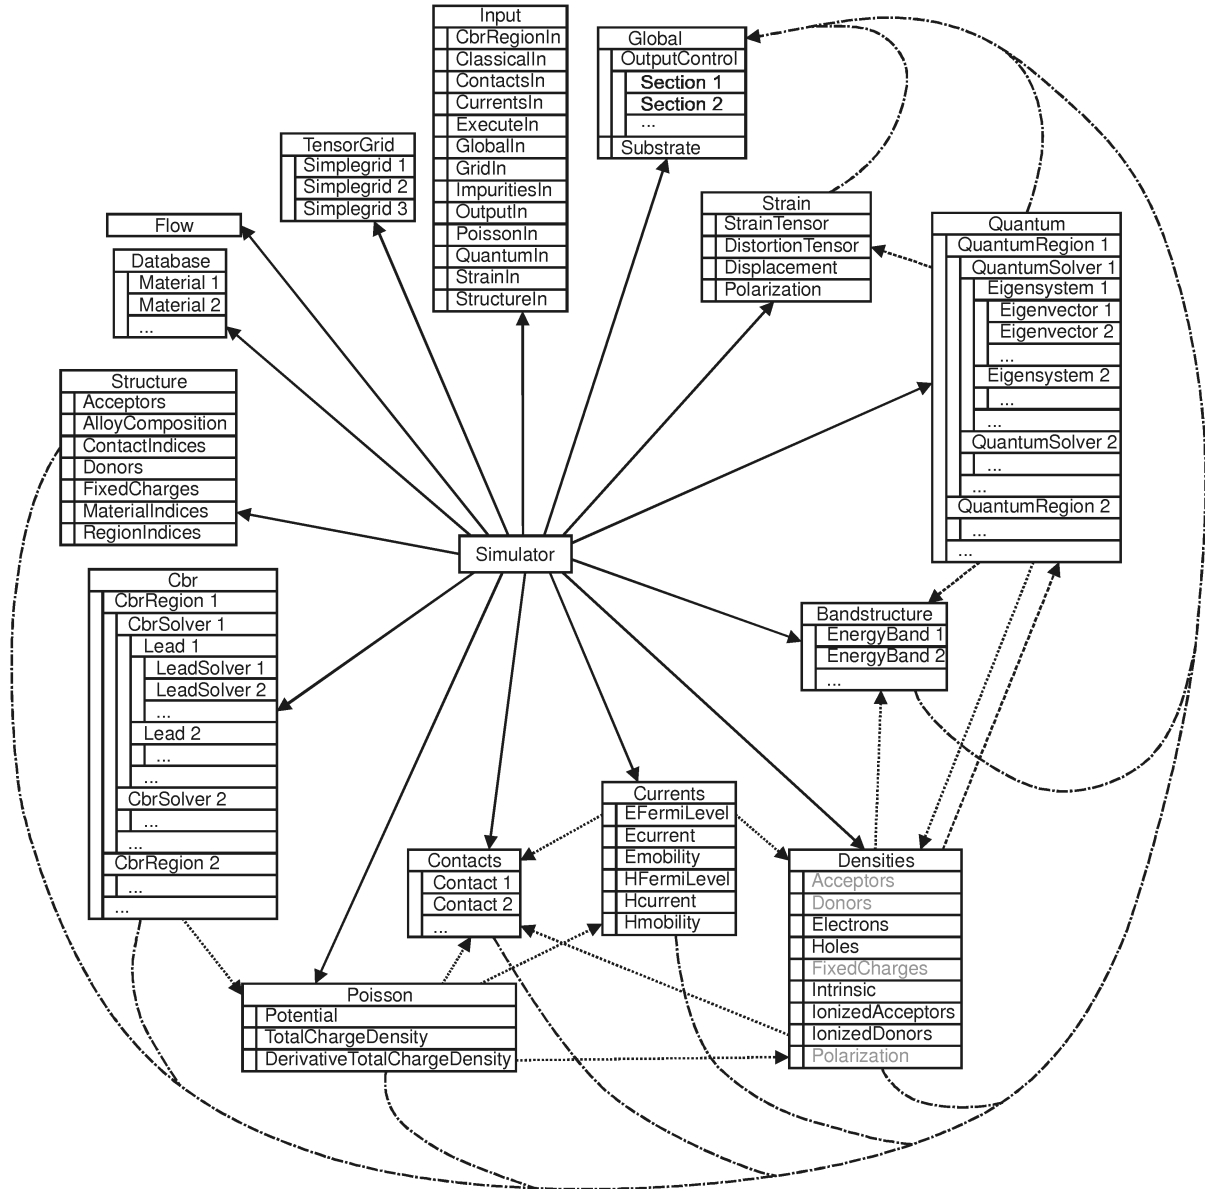 Input
CbrRegionIn
ClassicalIn
ContactsIn
CurrentsIn
ExecuteIn
GlobalIn
GridIn
ImpuritiesIn
OutputIn
PoissonIn
QuantumIn
StrainIn
StructureIn
Global
OutputControl
Section 1
Section 2
...
Substrate
TensorGrid
Simplegrid 1
Simplegrid 2
Simplegrid 3
Strain
StrainTensor
DistortionTensor
Displacement
Polarization
Flow
Database
Material 1
Material 2
...
Quantum
QuantumRegion 1
QuantumSolver 1
Eigensystem 1
Eigenvector 1
Eigenvector 2
...
Eigensystem 2
...
...
QuantumSolver 2
...
...
QuantumRegion 2
...
...
Structure
Acceptors
AlloyComposition
ContactIndices
Donors
FixedCharges
MaterialIndices
RegionIndices
Simulator
Cbr
CbrRegion 1
CbrSolver 1
Lead 1
LeadSolver 1
LeadSolver 2
...
Lead 2
...
...
CbrSolver 2
...
...
CbrRegion 2
...
...
Bandstructure
EnergyBand 1
EnergyBand 2
...
Currents
EFermiLevel
Ecurrent
Emobility
HFermiLevel
Hcurrent
Hmobility
Contacts
Contact 1
Contact 2
...
Densities
Acceptors
Donors
Electrons
Holes
FixedCharges
Intrinsic
IonizedAcceptors
IonizedDonors
Polarization
Poisson
Potential
TotalChargeDensity
DerivativeTotalChargeDensity